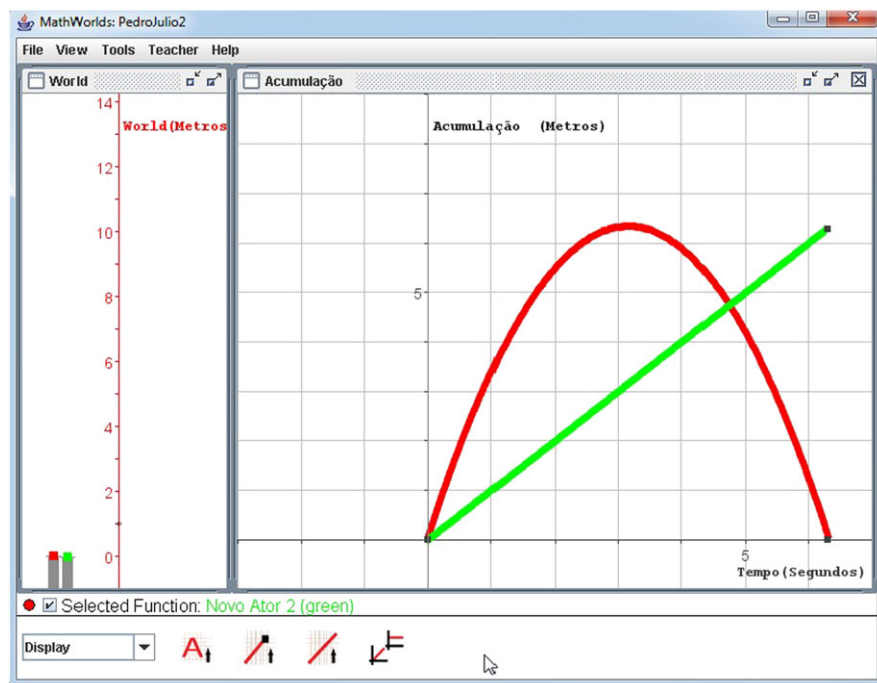 MathWorlds: PedroJulio2
File View Tools Teacher Help
World
14
World(Metros
12
10
8
6
4
2
0
Acumulação
Acumulação (Metros)
5
5
Tempo(Segundos)
Selected Function: Novo Ator 2 (green)
Display
A